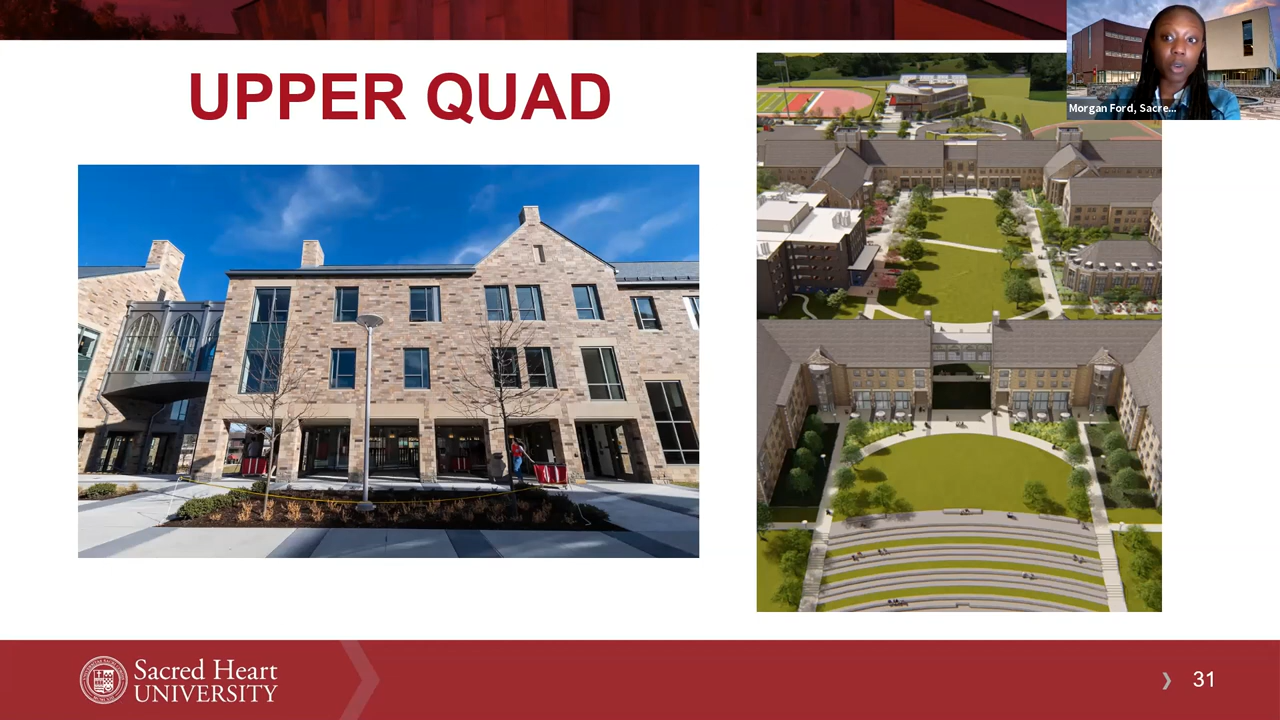 UPPER QUAD
Morgan Ford, Sacre...
Sacred Heart
UNIVERSITY
31